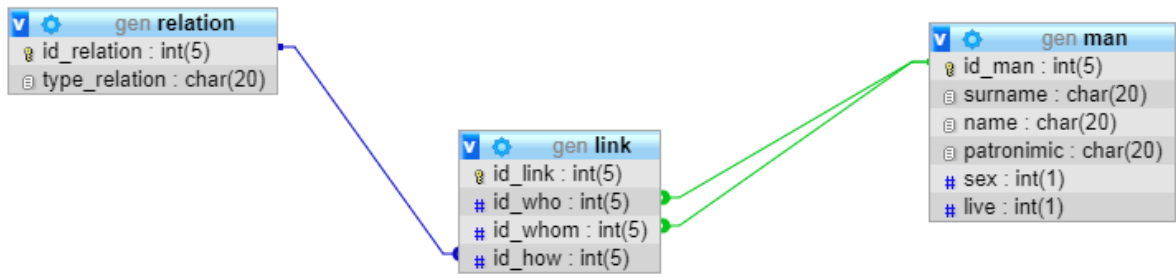 v gen relation
id_relation : int(5)
type_relation : char(20)
v gen link
id_link : int(5)
# id_who : int(5)
# id_whom : int(5)
# id_how : int(5)
v gen man
id_man : int(5)
surname : char(20)
name : char(20)
patronimic : char(20)
# sex : int(1)
# live : int(1)